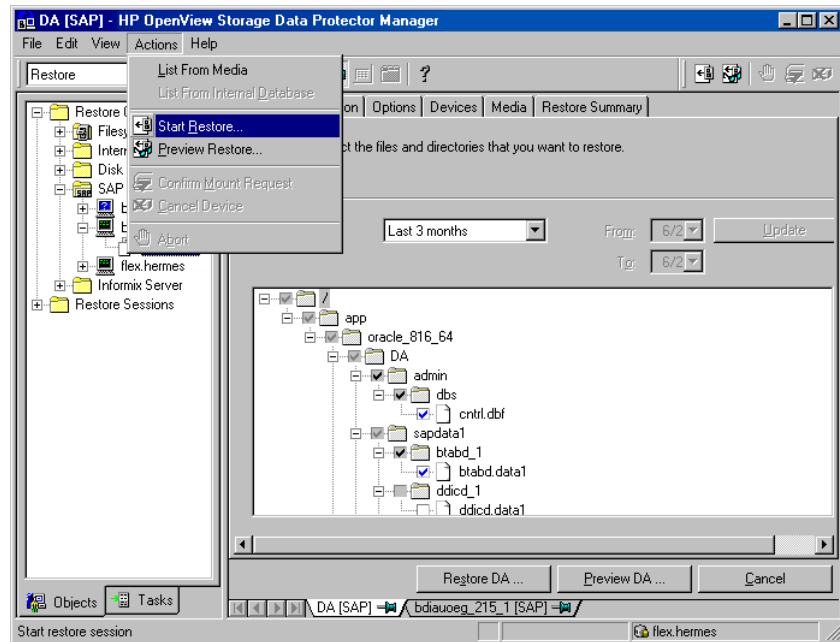 DA [SAP] - HP OpenView Storage Data Protector Manager
File Edit View Actions Help
Restore
List From Media
List From Internal Database
Start Restore...
Preview Restore...
Confirm Mount Request
Cancel Device
Abort
on Options Devices Media Restore Summary
ct the files and directories that you want to restore.
Last 3 months From: 6/2 Update
To: 6/2
Restore
Filesy
Intern
Disk
SAP
flex.hermes
Informix Server
Restore Sessions
/
app
oracle_816_64
DA
admin
dbs
cntrl.dbf
sapdata1
btabd_1
btabd.data1
ddicd_1
ddicd.data1
Restore DA ... Preview DA ... Cancel
Objects Tasks
DA [SAP] bdiauoeg_215_1 [SAP]
Start restore session flex.hermes